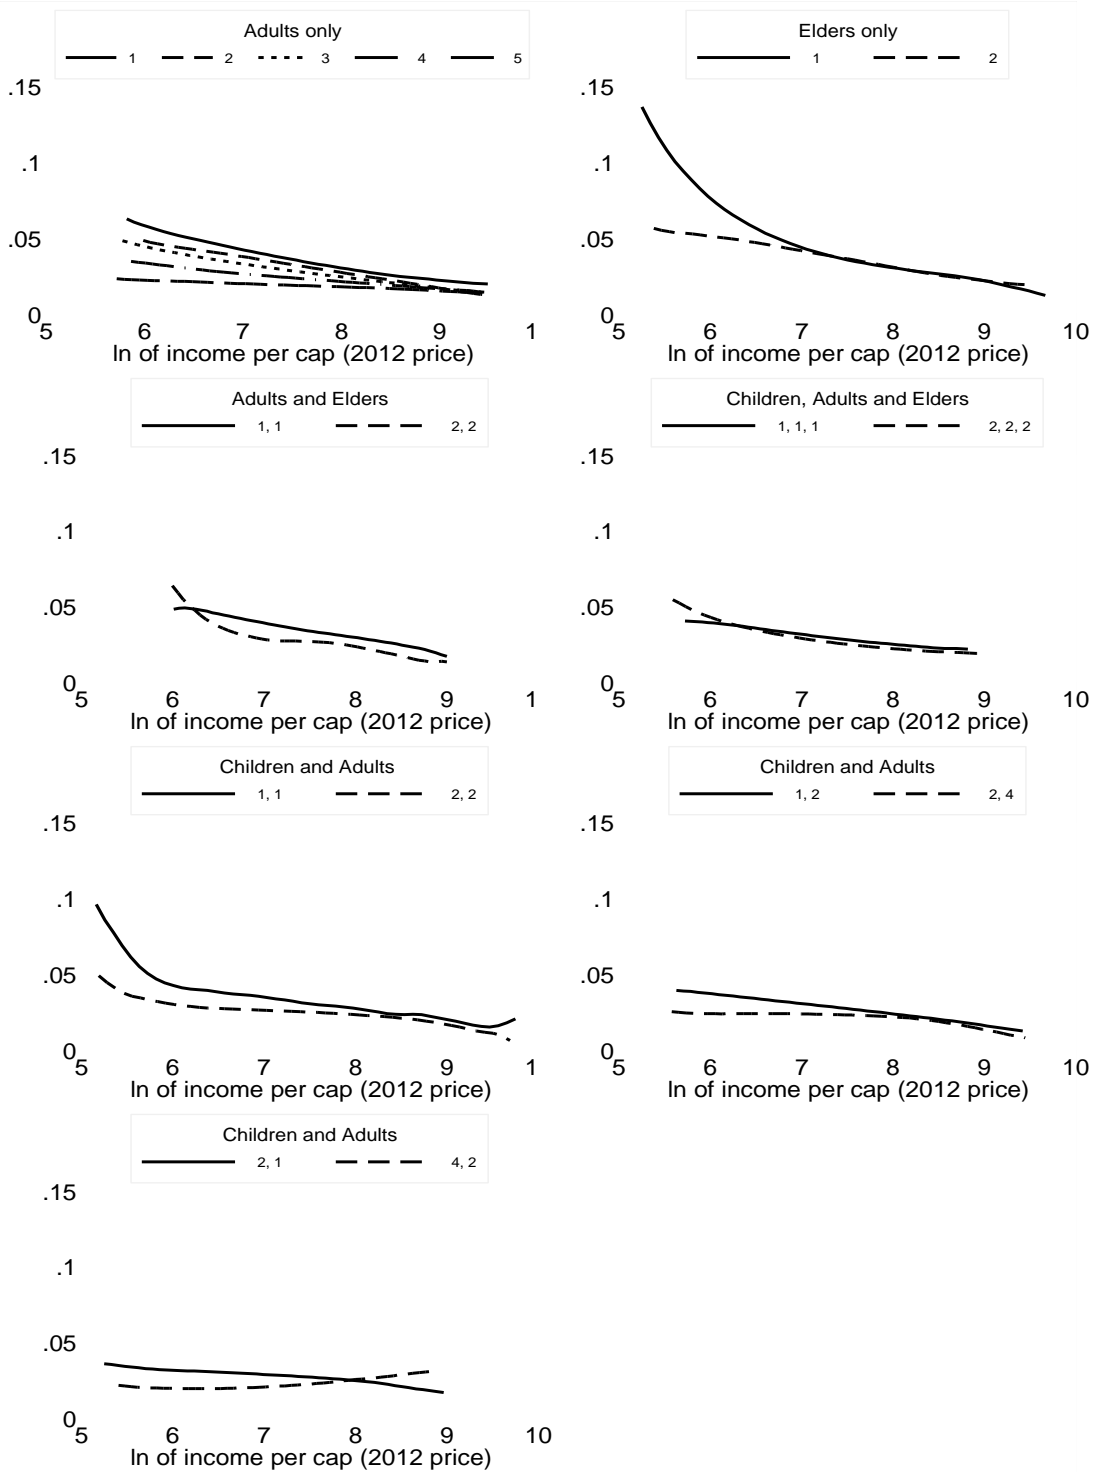 Adults only
1 2 3 4 5
.15
.1
.05
0
5 6 7 8 9 1
ln of income per cap (2012 price)
Elders only
1 2
.15
.1
.05
0
5 6 7 8 9 10
ln of income per cap (2012 price)
Adults and Elders
1, 1 2, 2
.15
.1
.05
0
5 6 7 8 9 1
ln of income per cap (2012 price)
Children, Adults and Elders
1, 1, 1 2, 2, 2
.15
.1
.05
0
5 6 7 8 9 10
ln of income per cap (2012 price)
Children and Adults
1, 1 2, 2
.15
.1
.05
0
5 6 7 8 9 1
ln of income per cap (2012 price)
Children and Adults
1, 2 2, 4
.15
.1
.05
0
5 6 7 8 9 10
ln of income per cap (2012 price)
Children and Adults
2, 1 4, 2
.15
.1
.05
0
5 6 7 8 9 10
ln of income per cap (2012 price)